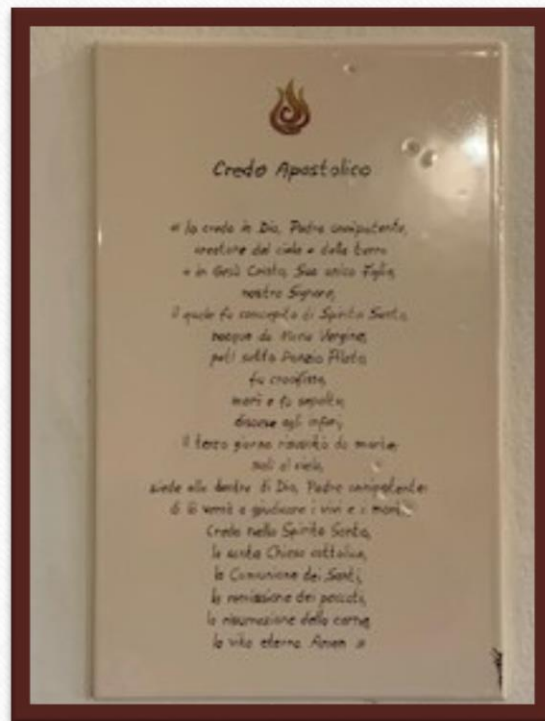 Credo Apostolico
« Io credo in Dio, Padre onnipotente,
creatore del cielo e della terra
e in Gesù Cristo, Suo unico Figlio,
nostro Signore,
il quale fu concepito di Spirito Santo,
nacque da Maria Vergine,
patì sotto Ponzio Pilato,
fu crocifisso,
morì e fu sepolto,
discese agli inferi,
il terzo giorno risuscitò da morte,
salì al cielo,
siede alla destra di Dio, Padre onnipotente:
di là verrà a giudicare i vivi e i morti.
Credo nello Spirito Santo,
la santa Chiesa cattolica,
la Comunione dei Santi,
la remissione dei peccati,
la risurrezione della carne,
la vita eterna. Amen »